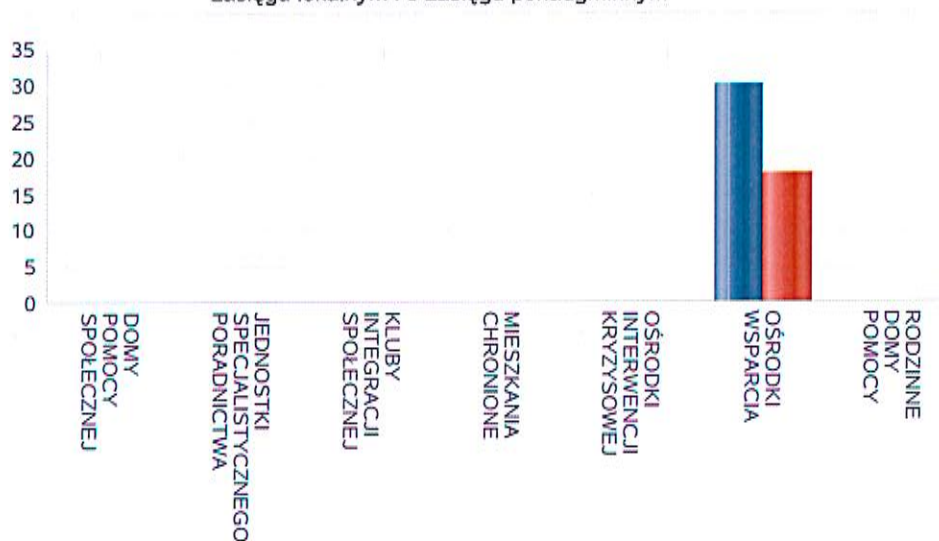 35
30
25
20
15
10
5
0
DOMY
POMOCY
SPOŁECZNEJ
JEDNOSTKI
SPECJALISTYCZNEGO
PORADNICTWA
KLUBY
INTEGRACJI
SPOŁECZNEJ
MIESZKANIA
CHRONIONE
OŚRODKI
INTERWENCJI
KRYZYSOWEJ
OŚRODKI
WSPARCIA
RODZINNE
DOMY
POMOCY